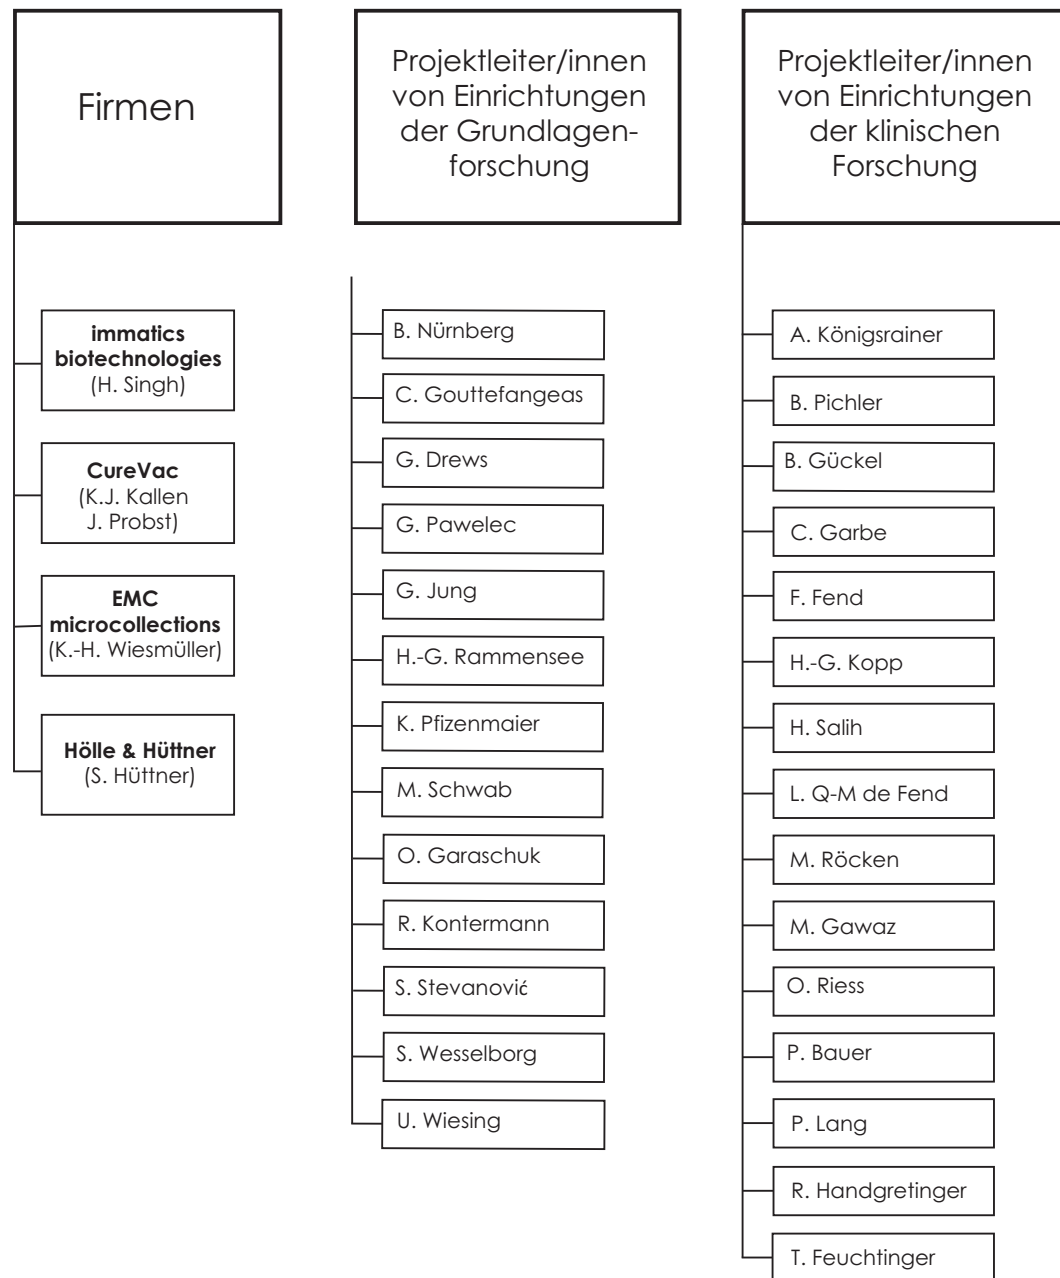 Firmen
immatics
biotechnologies
(H. Singh)
CureVac
(K.J. Kallen
J. Probst)
EMC
microcollections
(K.-H. Wiesmüller)
Hölle & Hüttner
(S. Hüttner)
Projektleiter/innen
von Einrichtungen
der Grundlagen-
forschung
B. Nürnberg
C. Gouttefangeas
G. Drews
G. Pawelec
G. Jung
H.-G. Rammensee
K. Pfizenmaier
M. Schwab
O. Garaschuk
R. Kontermann
S. Stevanović
S. Wesselborg
U. Wiesing
Projektleiter/innen
von Einrichtungen
der klinischen
Forschung
A. Königsrainer
B. Pichler
B. Gückel
C. Garbe
F. Fend
H.-G. Kopp
H. Salih
L. Q-M de Fend
M. Röcken
M. Gawaz
O. Riess
P. Bauer
P. Lang
R. Handgretinger
T. Feuchtinger